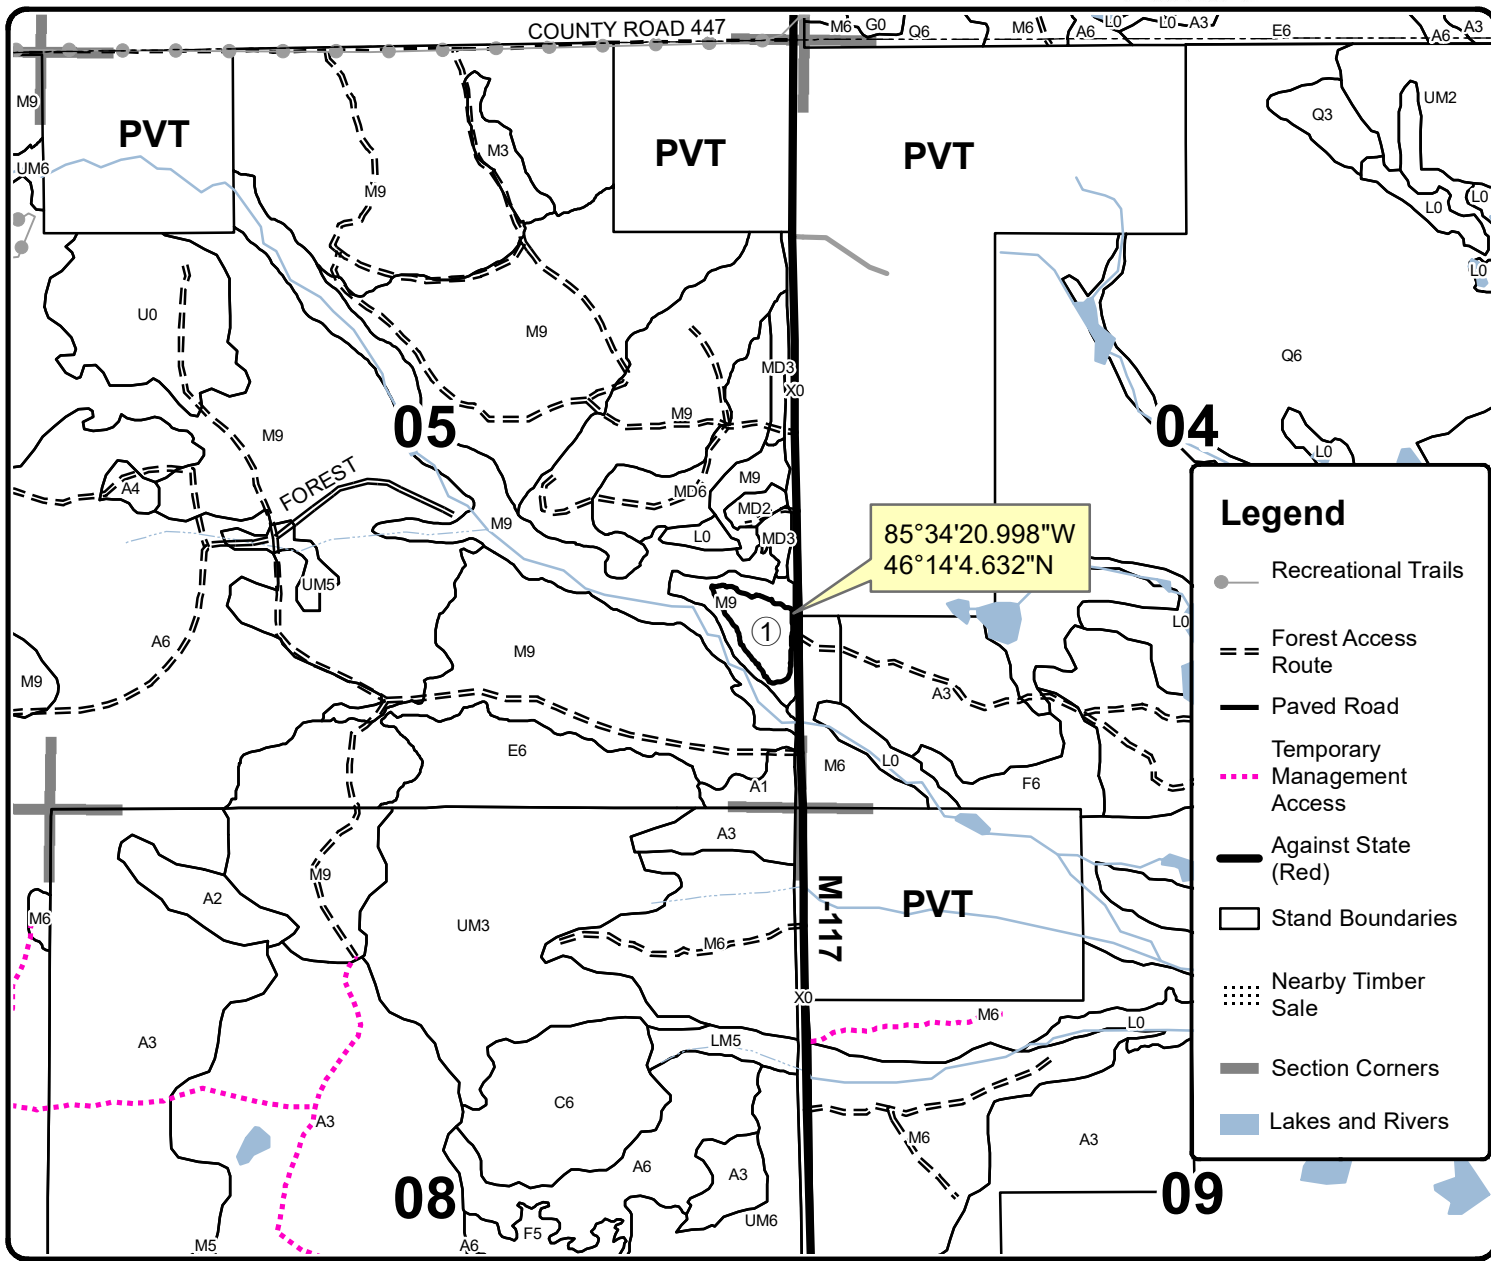 COUNTY ROAD 447
M6
G0
Q6
M6
A6
L0
L0
A3
E6
A6
A3
M9
PVT
UM6
M9
M3
PVT
PVT
Q3
UM2
L0
L0
L0
U0
M9
MD3
X0
Q6
M9
05
M9
04
L0
A4
FOREST
M9
MD6
MD2
L0
MD3
M9
UM5
85°34'20.998"W
46°14'4.632"N
M9
1
L0
A6
M9
M9
A3
E6
A1
M6
L0
F6
A3
M9
A2
M6
UM3
M6
M-117
PVT
X0
M6
L0
A3
LM5
C6
A3
M6
A3
A6
A3
08
09
M5
A6
F5
UM6
Legend
Recreational Trails
Forest Access
Route
Paved Road
Temporary
Management
Access
Against State
(Red)
Stand Boundaries
Nearby Timber
Sale
Section Corners
Lakes and Rivers